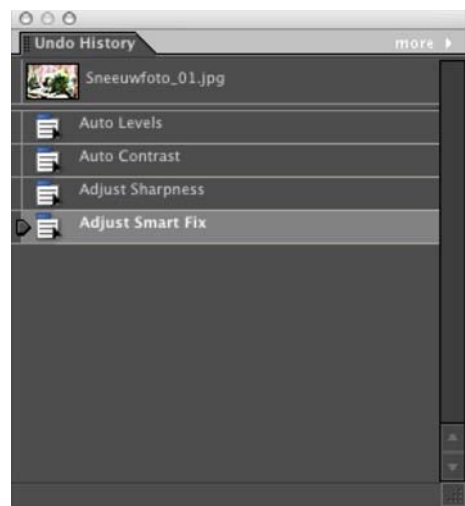 Undo History
more
Sneeuwfoto_01.jpg
Auto Levels
Auto Contrast
Adjust Sharpness
Adjust Smart Fix